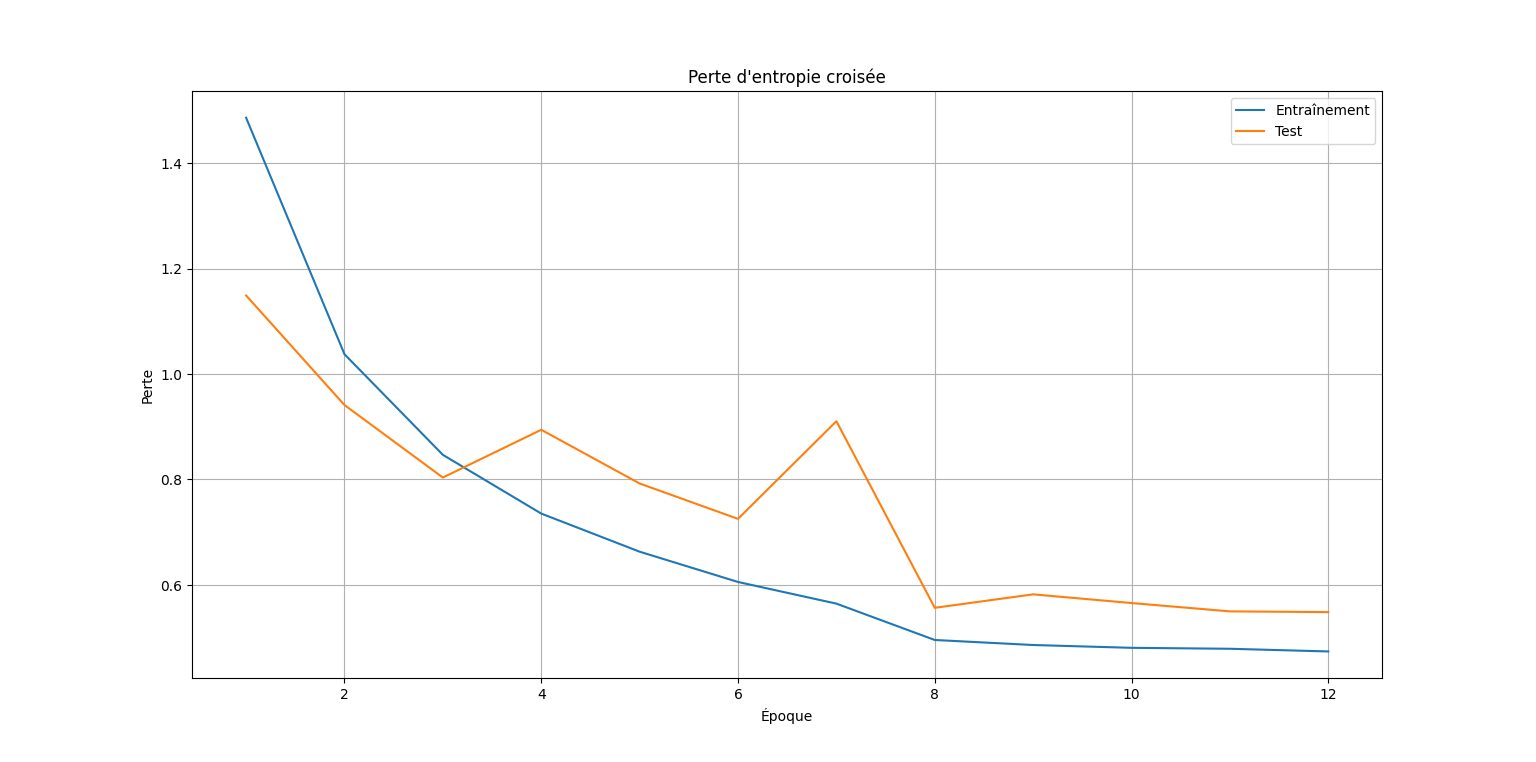 Perte d'entropie croisée
Entraînement
Test
1.4
1.2
1.0
0.8
0.6
Perte
2 4 6 8 10 12
Époque